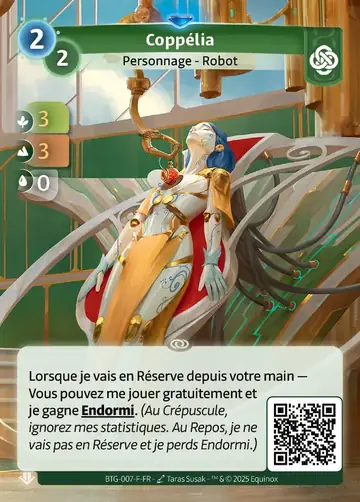 2
2
Coppélia
Personnage - Robot
3
3
0
Lorsque je vais en Réserve depuis votre main —
Vous pouvez me jouer gratuitement et
je gagne Endormi. (Au Crépuscule,
ignorez mes statistiques. Au Repos, je ne
vais pas en Réserve et je perds Endormi.)
BTG-007-F-FR - Taras Susak - ™ & © 2025 Equinox